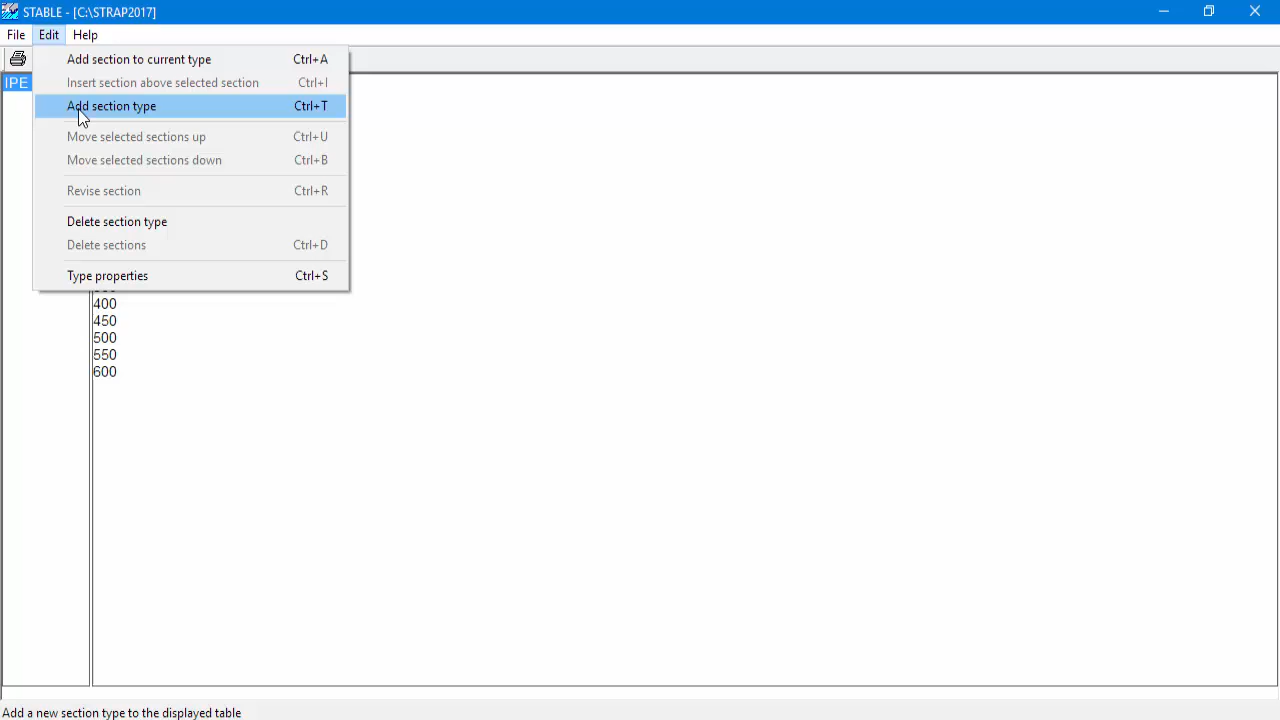 STABLE - [C:\STRAP2017]
File Edit Help
Add section to current type Ctrl+A
IPE
Insert section above selected section Ctrl+I
Add section type Ctrl+T
Move selected sections up Ctrl+U
Move selected sections down Ctrl+B
Revise section Ctrl+R
Delete section type
Delete sections Ctrl+D
Type properties Ctrl+S
400
450
500
550
600
Add a new section type to the displayed table